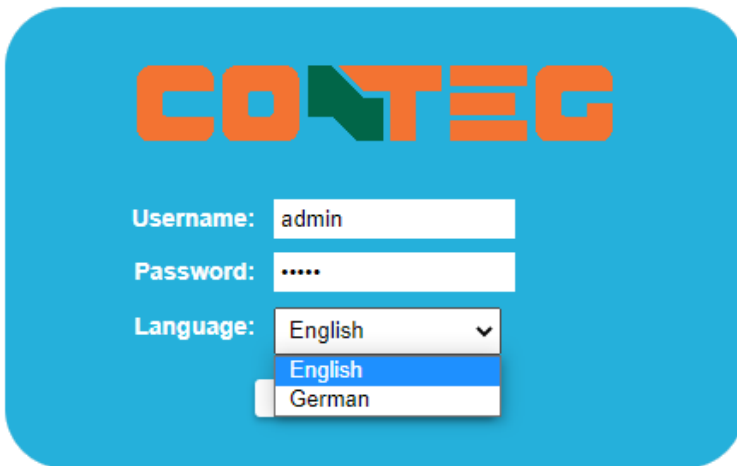 CONTEG
Username: admin
Password: •••••
Language: English
English
German